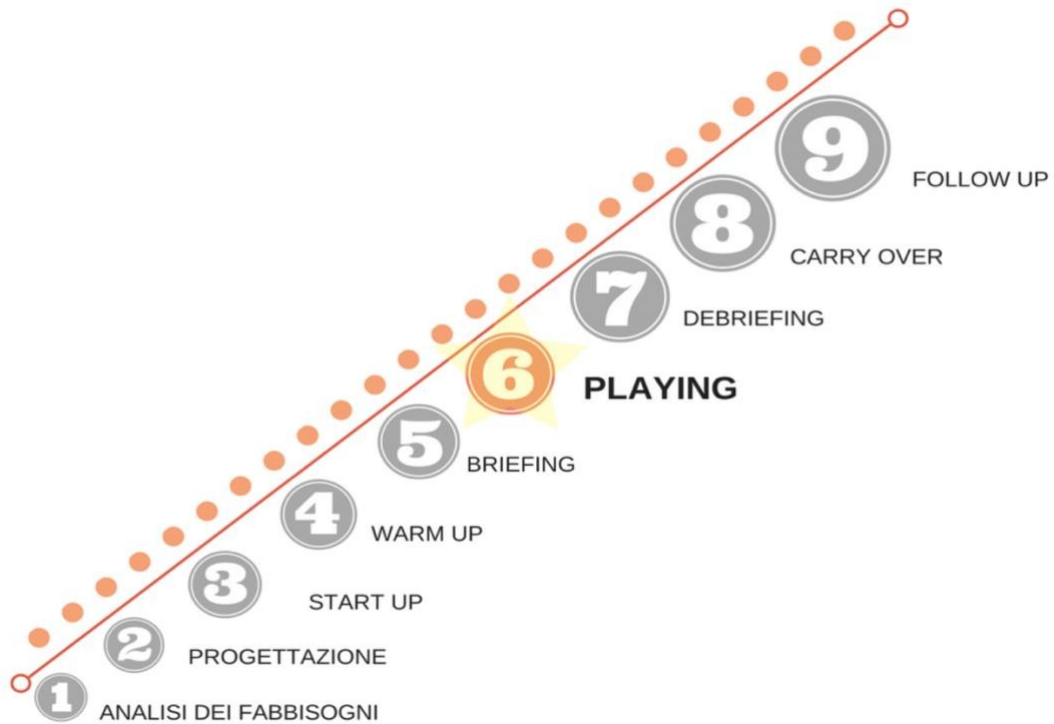 9
FOLLOW UP
8
CARRY OVER
7
DEBRIEFING
6
PLAYING
5
BRIEFING
4
WARM UP
3
START UP
2
PROGETTAZIONE
1
ANALISI DEI FABBISOGNI